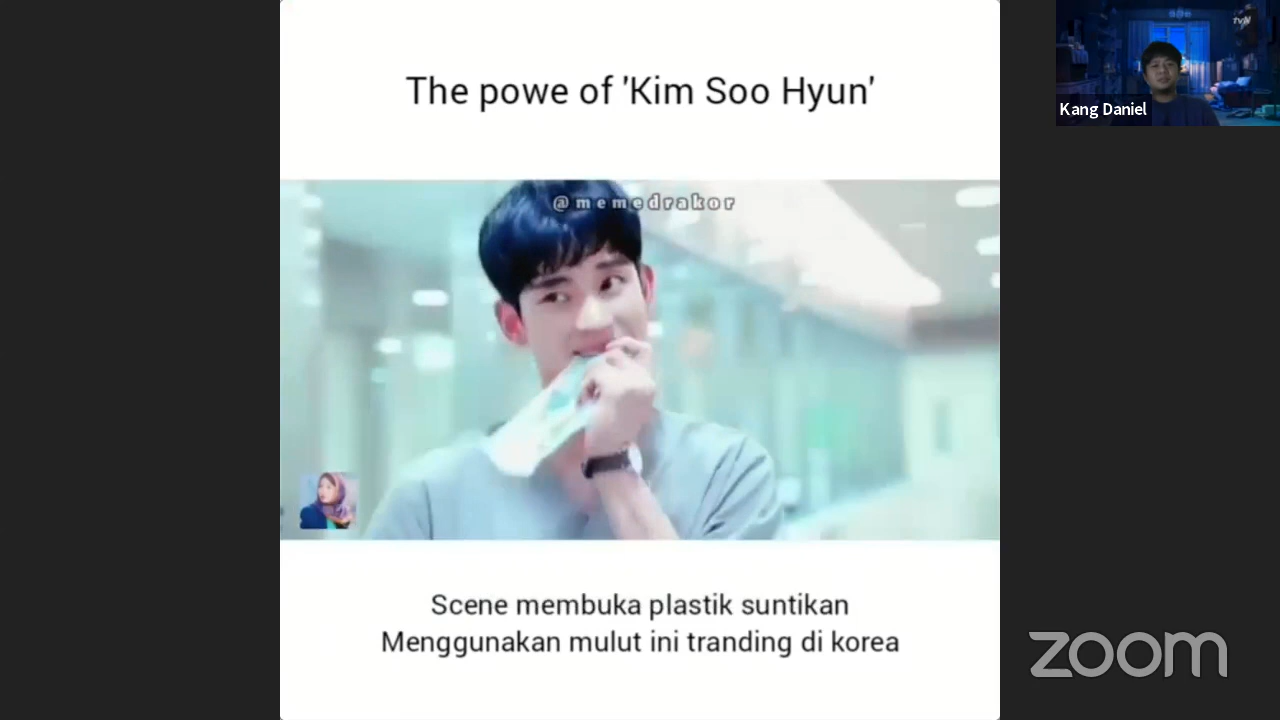 The powe of 'Kim Soo Hyun'
tvN
Kang Daniel
@memedrakor
Scene membuka plastik suntikan
Menggunakan mulut ini tranding di korea
zoom